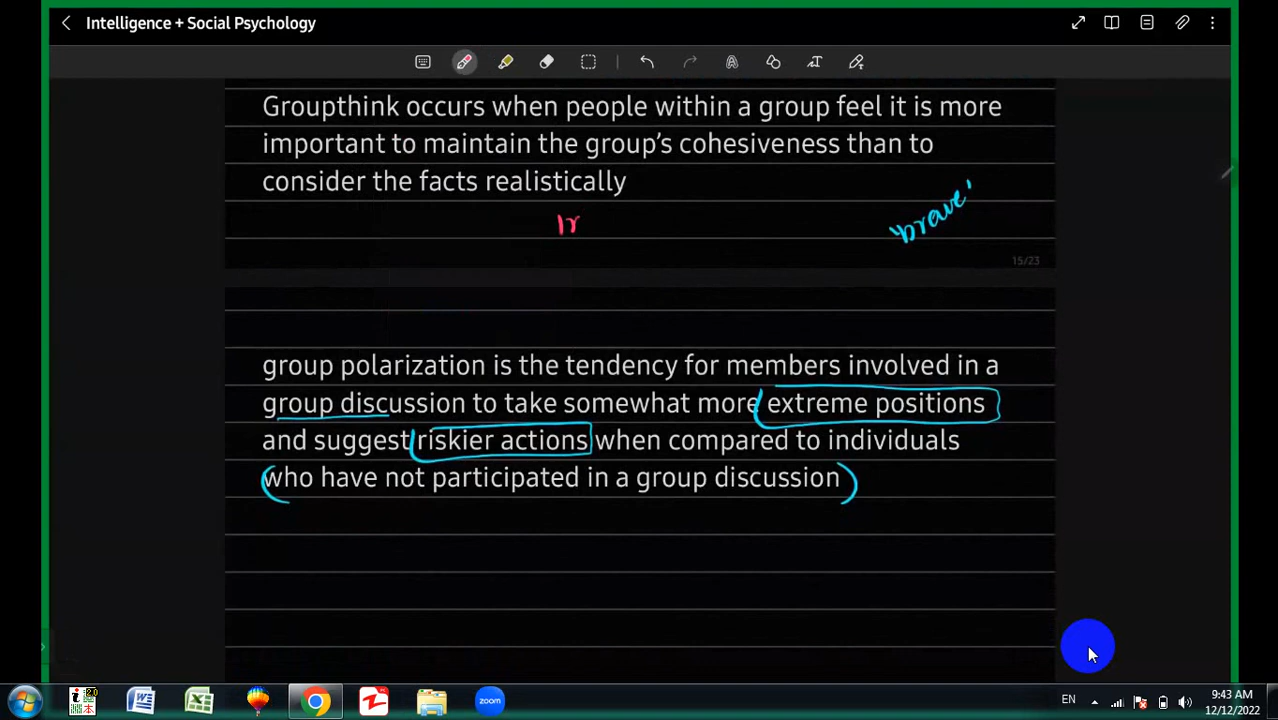 Intelligence + Social Psychology
Groupthink occurs when people within a group feel it is more
important to maintain the group's cohesiveness than to
consider the facts realistically
Ir
'brave'
15/23
group polarization is the tendency for members involved in a
group discussion to take somewhat more extreme positions
and suggest riskier actions when compared to individuals
who have not participated in a group discussion
zoom
EN
9:43 AM
12/12/2022